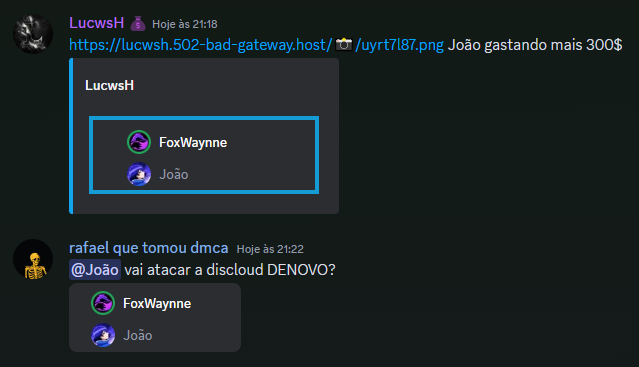 LucwsH 💰 Hoje às 21:18
https://lucwsh.502-bad-gateway.host/📸/uyrt7l87.png João gastando mais 300$
LucwsH
FoxWaynne
João
rafael que tomou dmca Hoje às 21:22
@João vai atacar a discloud DENOVO?
FoxWaynne
João